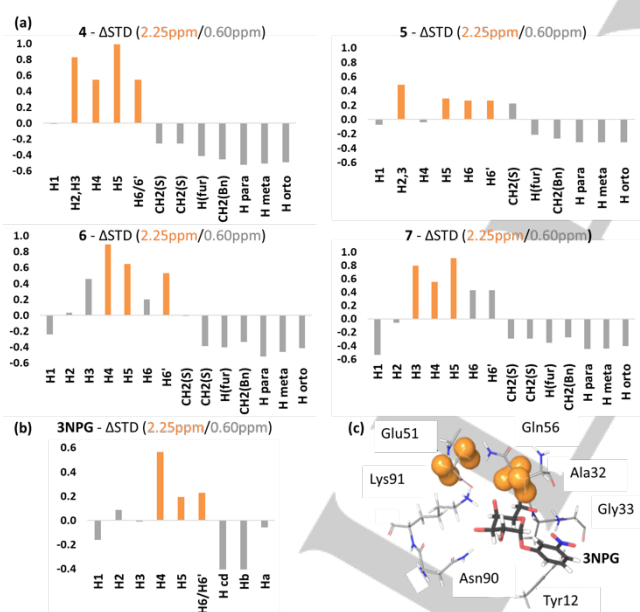 (a)
4 - ΔSTD (2.25ppm/0.60ppm)
1.0
0.8
0.6
0.4
0.2
0.0
-0.2
-0.4
-0.6
H1
H2,H3
H4
H5
H6/6'
CH2(S)
CH2(S)
H(fur)
CH2(Bn)
H para
H meta
H orto
5 - ΔSTD (2.25ppm/0.60ppm)
1.0
0.8
0.6
0.4
0.2
0.0
-0.2
-0.4
-0.6
H1
H2,3
H4
H5
H6
H6'
CH2(S)
H(fur)
CH2(Bn)
H para
H meta
H orto
6 - ΔSTD (2.25ppm/0.60ppm)
1.0
0.8
0.6
0.4
0.2
0.0
-0.2
-0.4
-0.6
H1
H2
H3
H4
H5
H6
H6'
CH2(S)
CH2(S)
H(fur)
CH2(Bn)
H para
H meta
H orto
7 - ΔSTD (2.25ppm/0.60ppm)
1.0
0.8
0.6
0.4
0.2
0.0
-0.2
-0.4
-0.6
H1
H2
H3
H4
H5
H6
H6'
CH2(S)
CH2(S)
H(fur)
CH2(Bn)
H para
H meta
H orto
(b)
3NPG - ΔSTD (2.25ppm/0.60ppm)
0.6
0.4
0.2
0.0
0.2
0.4
H1
H2
H3
H4
H5
H6/H6'
H cd
Hb
Ha
(c)
Glu51
Gln56
Lys91
Ala32
Gly33
3NPG
Asn90
Tyr12